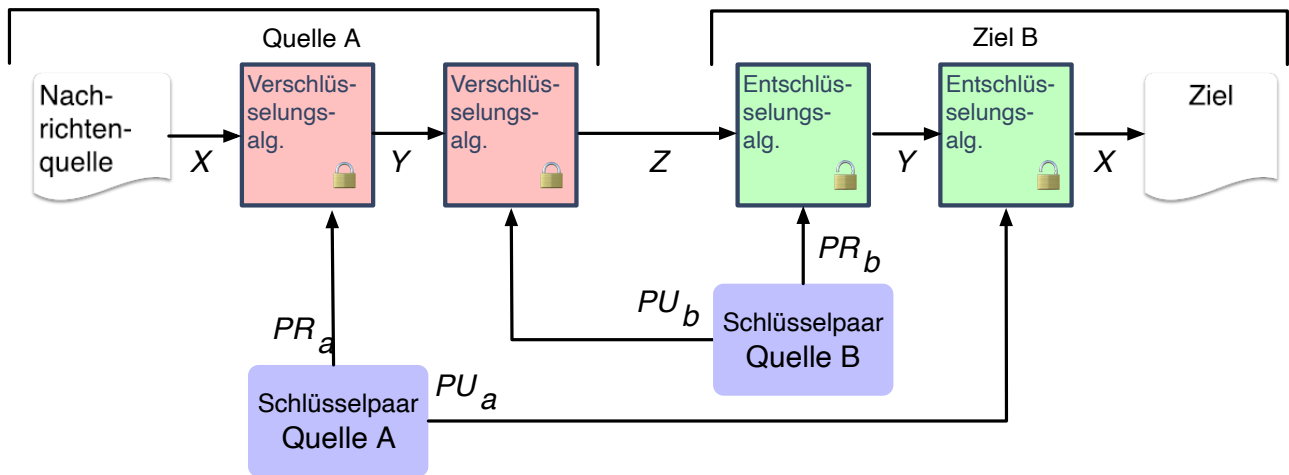 Quelle A
Ziel B
Nach-
richten-
quelle
Verschlüs-
selungs-
alg.
Verschlüs-
selungs-
alg.
Entschlüs-
selungs-
alg.
Entschlüs-
selungs-
alg.
Ziel
X
Y
Z
Y
X
PR a
PU b
PR b
PU a
Schlüsselpaar
Quelle B
Schlüsselpaar
Quelle A